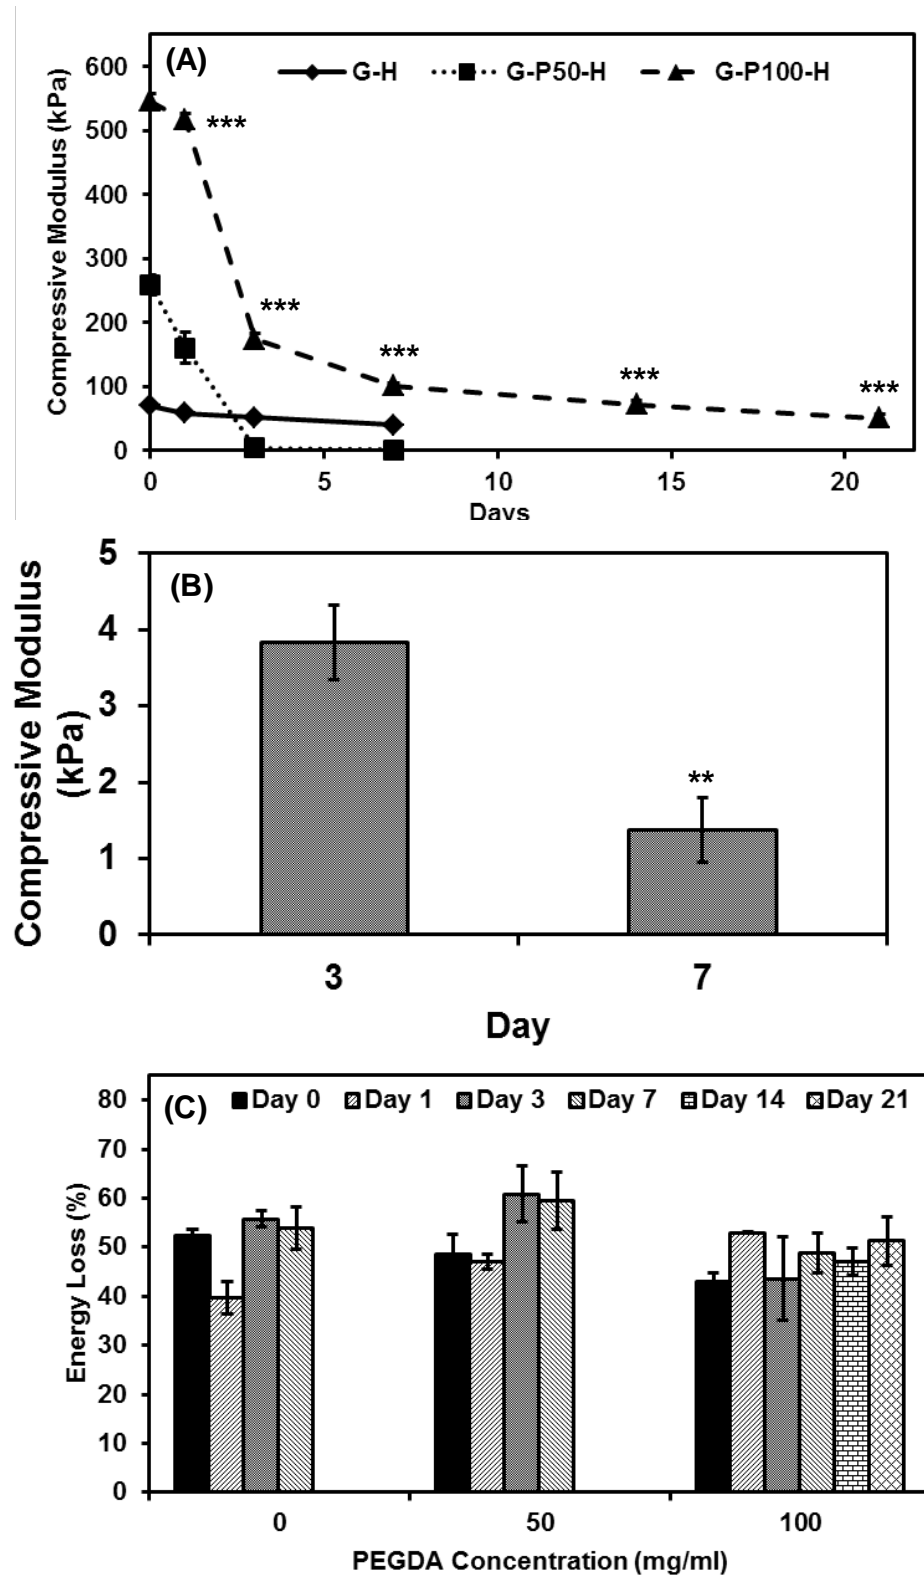 (A)
G-H G-P50-H G-P100-H
Compressive Modulus (kPa)
600
500
400
300
200
100
0
***
***
***
***
***
0 5 10 15 20
Days
(B)
Compressive Modulus
(kPa)
5
4
3
2
1
0
**
3 7
Day
(C)
Day 0 Day 1 Day 3 Day 7 Day 14 Day 21
Energy Loss (%)
80
70
60
50
40
30
20
10
0
0 50 100
PEGDA Concentration (mg/ml)